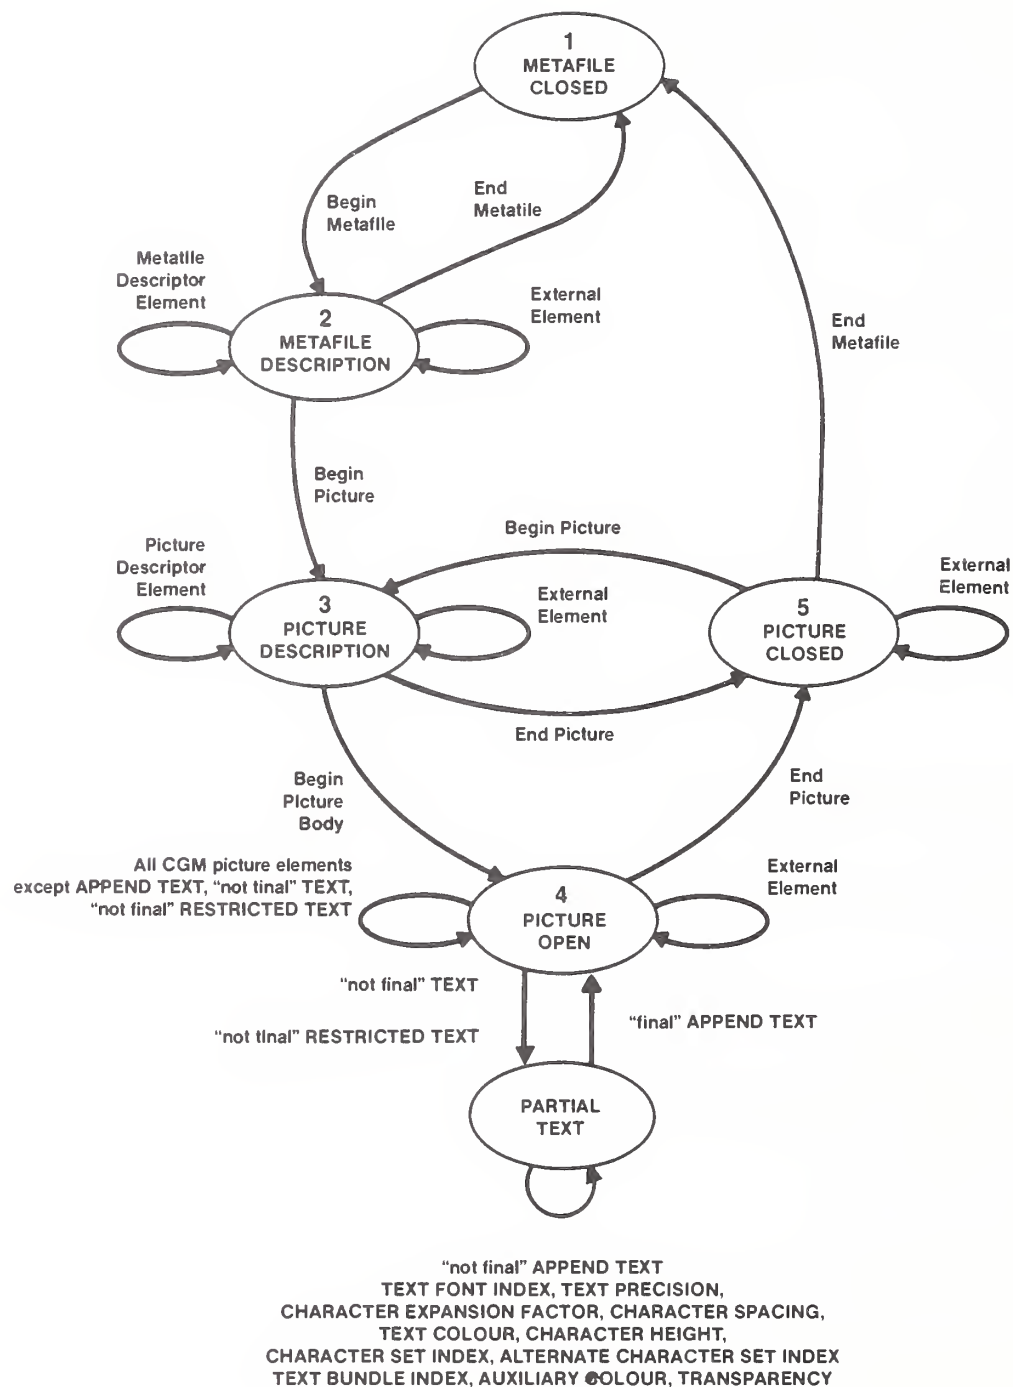 1
METAFILE
CLOSED
Begin
Metafile
End
Metatile
Metatlle
Descriptor
Element
External
Element
2
METAFILE
DESCRIPTION
End
Metafile
Begin
Picture
Begin Picture
Picture
Descriptor
Element
External
Element
External
Element
3
PICTURE
DESCRIPTION
5
PICTURE
CLOSED
End Picture
Begin
Picture
Body
End
Picture
All CGM picture elements
except APPEND TEXT, “not tinal” TEXT,
“not final” RESTRICTED TEXT
External
Element
4
PICTURE
OPEN
“not final” TEXT
“not tinal” RESTRICTED TEXT
“final” APPEND TEXT
PARTIAL
TEXT
“not final” APPEND TEXT
TEXT FONT INDEX, TEXT PRECISION,
CHARACTER EXPANSION FACTOR, CHARACTER SPACING,
TEXT COLOUR, CHARACTER HEIGHT,
CHARACTER SET INDEX, ALTERNATE CHARACTER SET INDEX
TEXT BUNDLE INDEX, AUXILIARY COLOUR, TRANSPARENCY